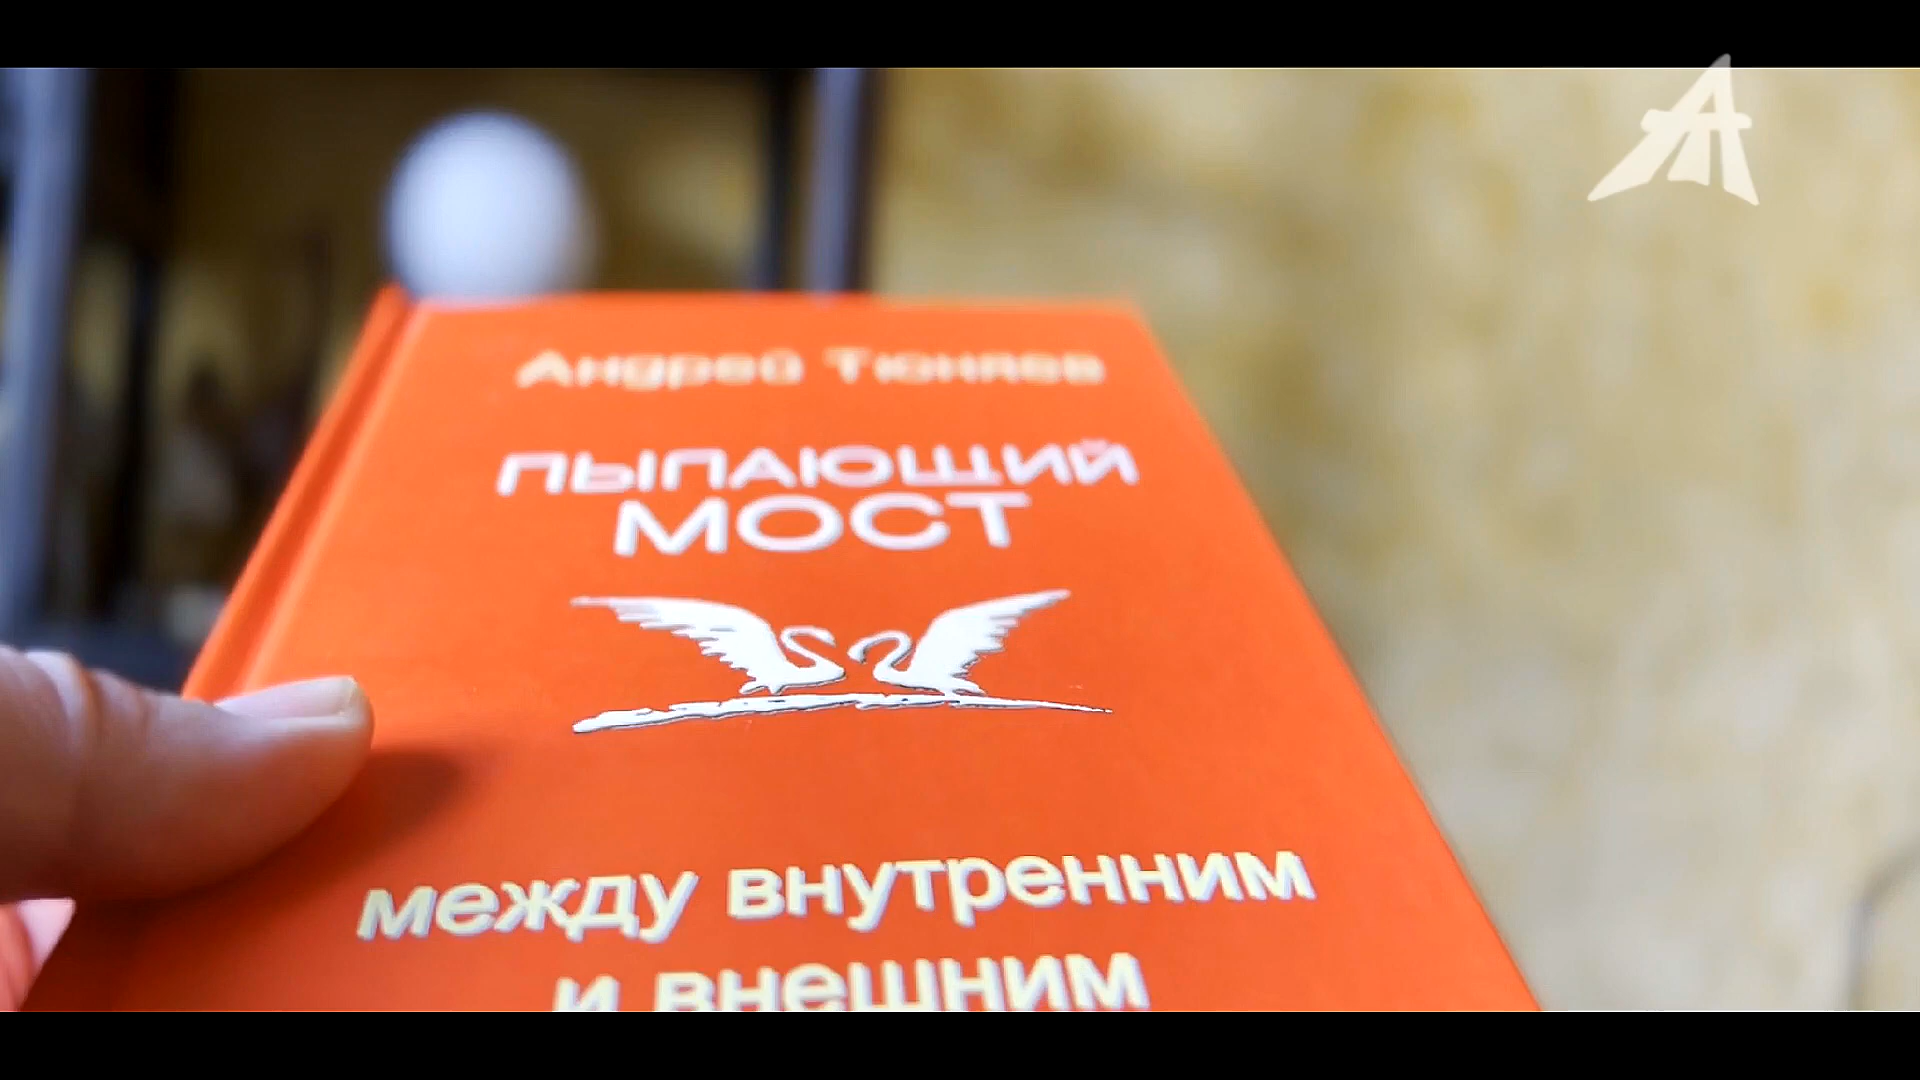 Андрей Тюняев
ПЫЛАЮЩИЙ
МОСТ
между внутренним
и внешним